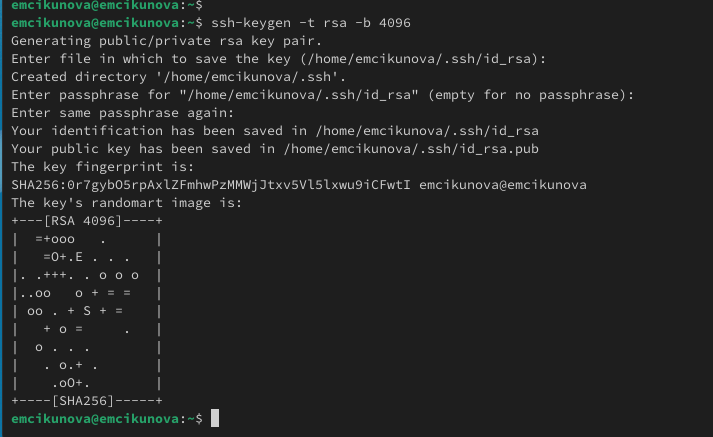 emcikunova@emcikunova:~$
emcikunova@emcikunova:~$ ssh-keygen -t rsa -b 4096
Generating public/private rsa key pair.
Enter file in which to save the key (/home/emcikunova/.ssh/id_rsa):
Created directory '/home/emcikunova/.ssh'.
Enter passphrase for "/home/emcikunova/.ssh/id_rsa" (empty for no passphrase):
Enter same passphrase again:
Your identification has been saved in /home/emcikunova/.ssh/id_rsa
Your public key has been saved in /home/emcikunova/.ssh/id_rsa.pub
The key fingerprint is:
SHA256:0r7gybO5rpAxlZFmhwPzMMWjJtxv5Vl5lxwu9iCFwtI emcikunova@emcikunova
The key's randomart image is:
+---[RSA 4096]----+
|  =+ooo   .      |
|   =O+.E . . .   |
|. .+++. . o o o  |
|..oo   o + = =   |
| oo . + S + =    |
|   + o =     .   |
|  o . . .        |
|   . o.+ .       |
|    .oO+.        |
+----[SHA256]-----+
emcikunova@emcikunova:~$